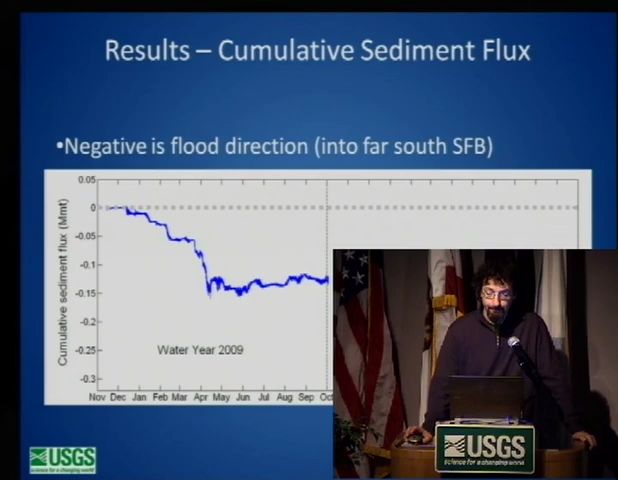 Results – Cumulative Sediment Flux
•Negative is flood direction (into far south SFB)
Cumulative sediment flux (Mmt)
0.05
0
-0.05
-0.1
-0.15
-0.2
-0.25
-0.3
Water Year 2009
Nov Dec Jan Feb Mar Apr May Jun Jul Aug Sep Oct
USGS
science for a changing world
USGS
science for a changing world